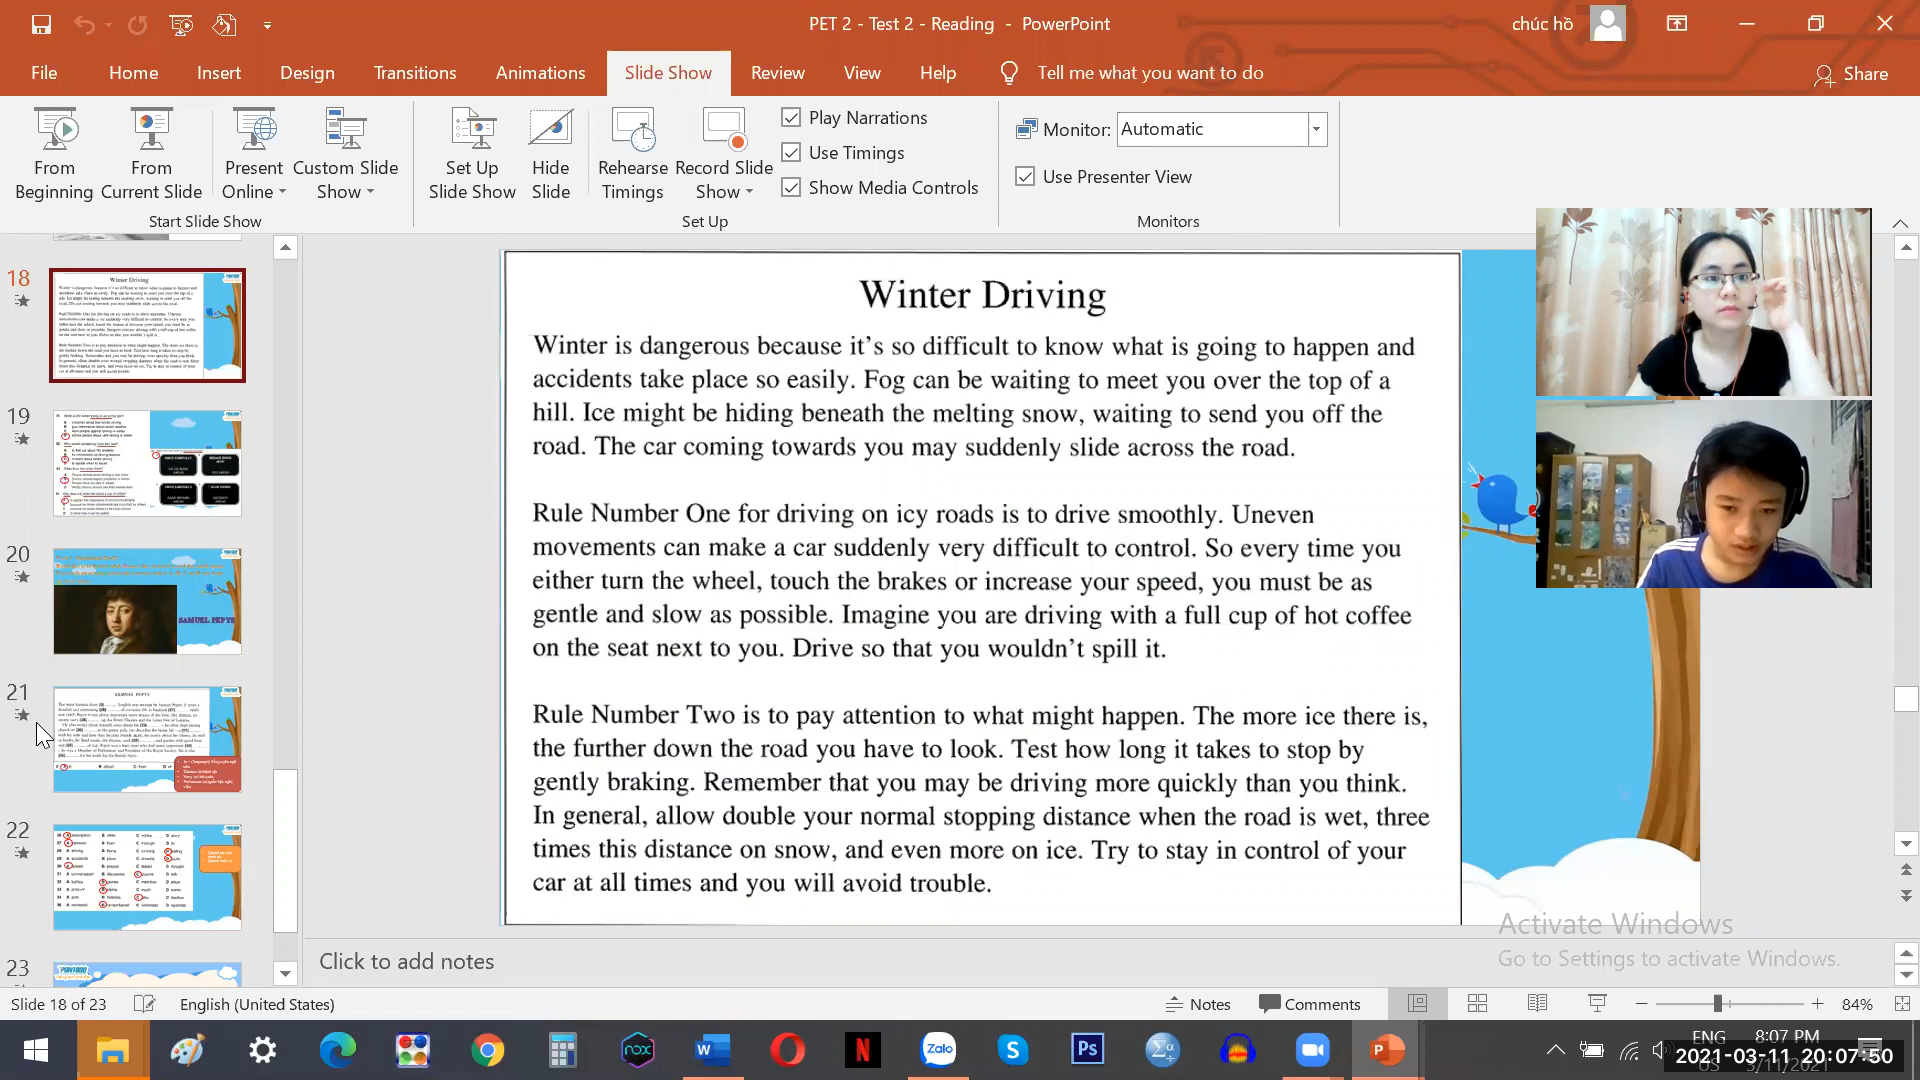 PET 2 - Test 2 - Reading - PowerPoint
chúc hồ
File Home Insert Design Transitions Animations Slide Show Review View Help Tell me what you want to do Share
From Beginning
From Current Slide
Present Online
Custom Slide Show
Start Slide Show
Set Up Slide Show
Hide Slide
Rehearse Timings
Record Slide Show
Play Narrations
Use Timings
Show Media Controls
Set Up
Monitor: Automatic
Use Presenter View
Monitors
18
Winter Driving
19
20
SAMUEL PEPYS
21
SAMUEL PEPYS
22
23
Winter Driving
Winter is dangerous because it's so difficult to know what is going to happen and
accidents take place so easily. Fog can be waiting to meet you over the top of a
hill. Ice might be hiding beneath the melting snow, waiting to send you off the
road. The car coming towards you may suddenly slide across the road.
Rule Number One for driving on icy roads is to drive smoothly. Uneven
movements can make a car suddenly very difficult to control. So every time you
either turn the wheel, touch the brakes or increase your speed, you must be as
gentle and slow as possible. Imagine you are driving with a full cup of hot coffee
on the seat next to you. Drive so that you wouldn't spill it.
Rule Number Two is to pay attention to what might happen. The more ice there is,
the further down the road you have to look. Test how long it takes to stop by
gently braking. Remember that you may be driving more quickly than you think.
In general, allow double your normal stopping distance when the road is wet, three
times this distance on snow, and even more on ice. Try to stay in control of your
car at all times and you will avoid trouble.
Activate Windows
Go to Settings to activate Windows.
Click to add notes
Slide 18 of 23 English (United States) Notes Comments 84%
nox W N Zalo S Ps Σα P
ENG 8:07 PM
2021-03-11 20:07:50